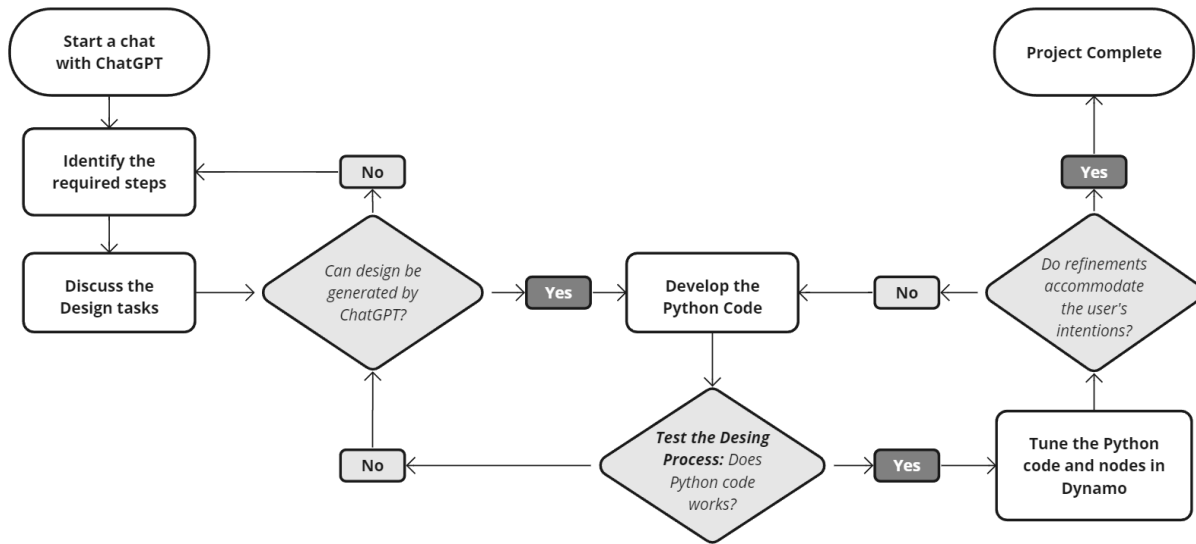 Start a chat
with ChatGPT
Identify the
required steps
Discuss the
Design tasks
No
Can design be
generated by
ChatGPT?
Yes
No
Develop the
Python Code
Test the Desing
Process: Does
Python code
works?
Yes
Tune the Python
code and nodes in
Dynamo
No
Do refinements
accommodate
the user's
intentions?
Yes
Project Complete